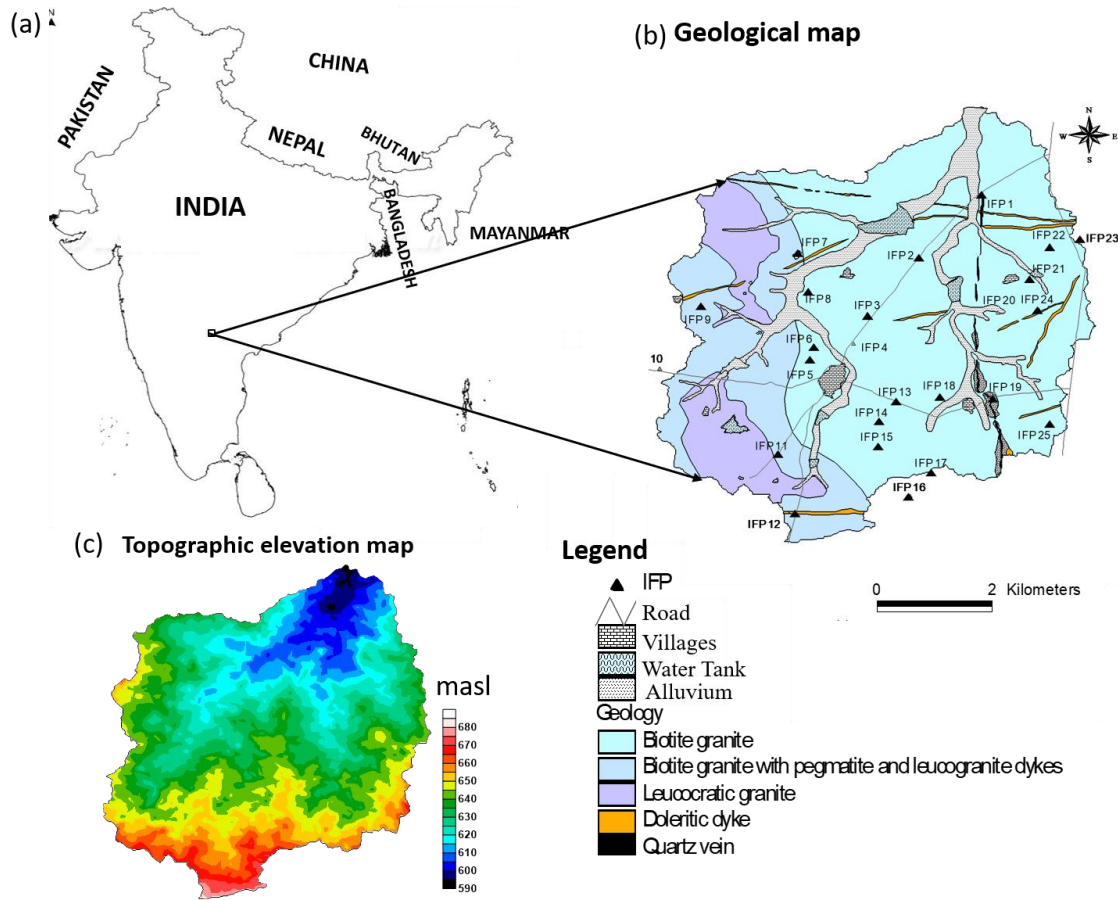 (a)
N
CHINA
PAKISTAN
NEPAL
BHUTAN
INDIA
BANGLADESH
MAYANMAR
(b) Geological map
N
W E
S
IFP1
IFP22
IFP23
IFP7
IFP2
IFP21
IFP8
IFP9
IFP3
IFP20
IFP24
IFP6
IFP4
10
IFP5
IFP13
IFP18
IFP19
IFP14
IFP25
IFP15
IFP11
IFP17
IFP16
IFP12
(c) Topographic elevation map
masl
680
670
660
650
640
630
620
610
600
590
Legend
IFP
Road
Villages
Water Tank
Alluvium
Geology
Biotite granite
Biotite granite with pegmatite and leucogranite dykes
Leucocratic granite
Doleritic dyke
Quartz vein
0 2 Kilometers